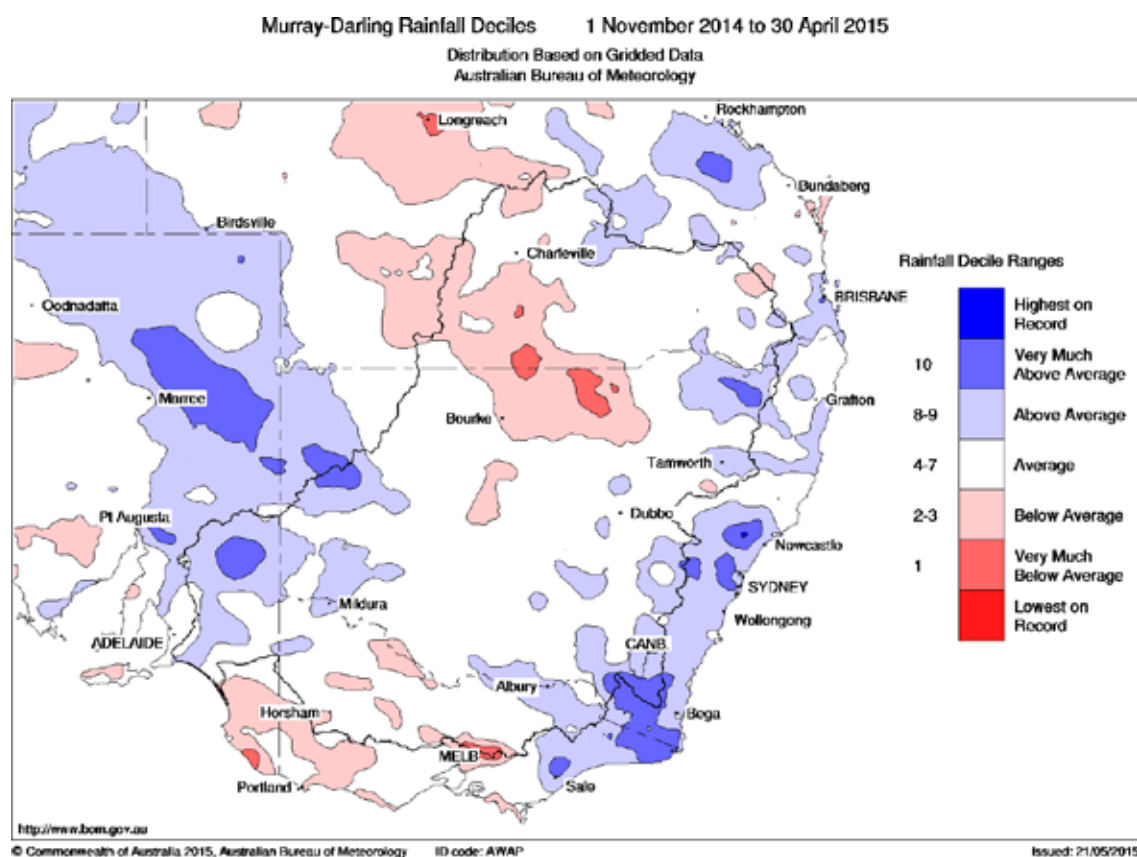 Murray-Darling Rainfall Deciles 1 November 2014 to 30 April 2015
Distribution Based on Gridded Data
Australian Bureau of Meteorology
Rockhampton
Longreach
Bundaberg
Birdsville
Charleville
Rainfall Decile Ranges
Oodnadatta
BRISBANE
Highest on
Record
10
Very Much
Above Average
Marree
Bourke
Grafton
8-9
Above Average
Tamworth
4-7
Average
Pt Augusta
Dubbo
2-3
Below Average
Newcastle
1
Very Much
Below Average
SYDNEY
Mildura
Lowest on
Record
Wollongong
ADELAIDE
CANB.
Albury
Horsham
Bega
MELB
Portland
Sale
http://www.bom.gov.au
© Commonwealth of Australia 2015, Australian Bureau of Meteorology ID code: AWAP Issued: 21/05/2015